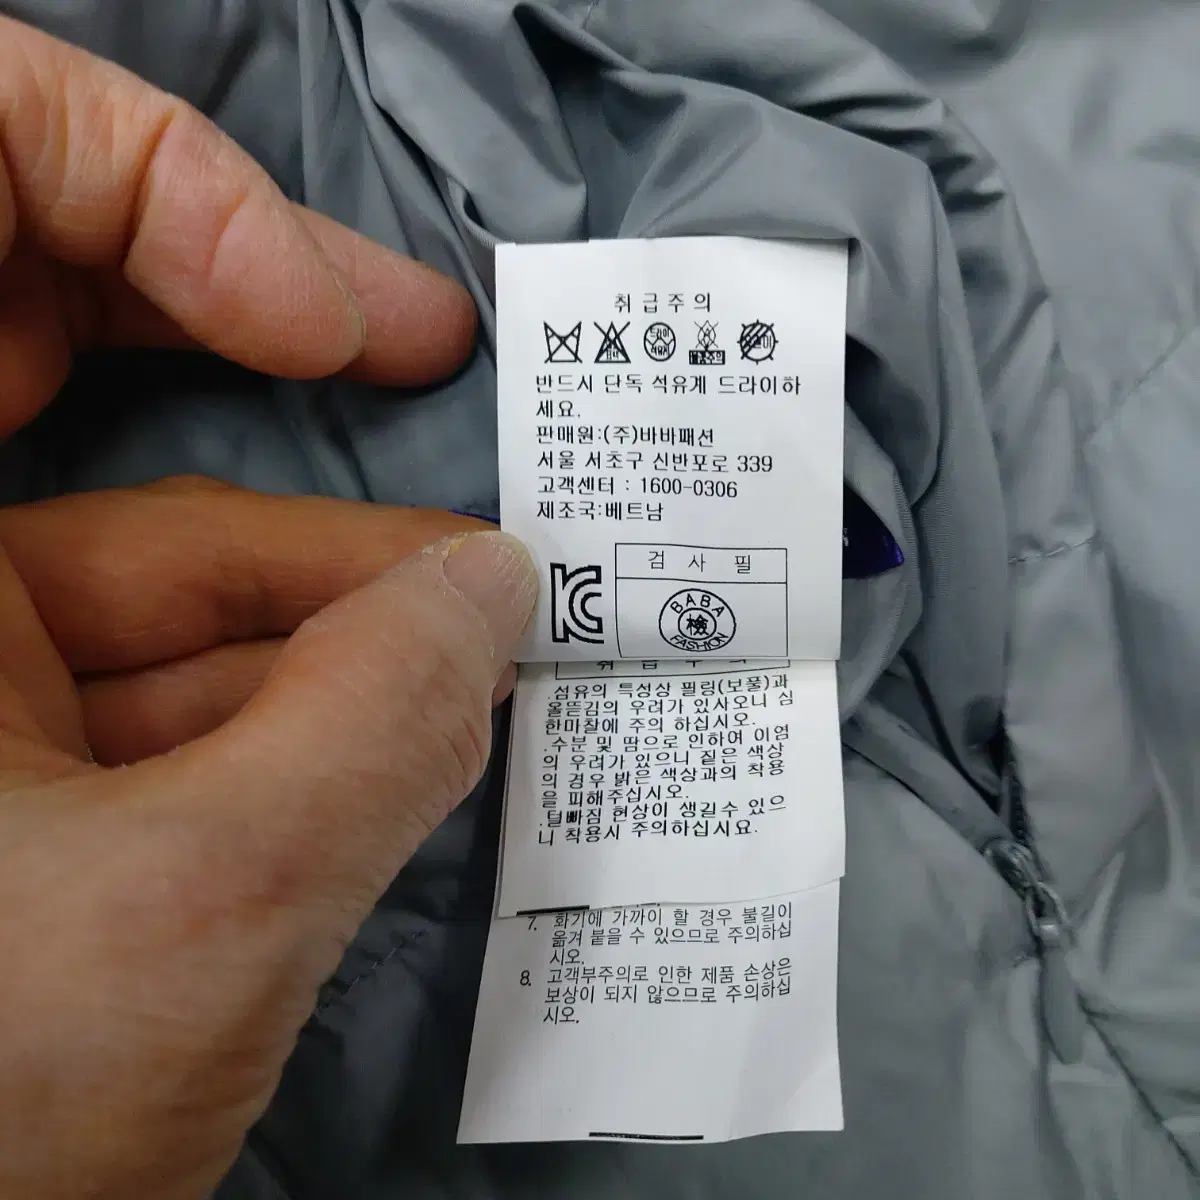 취급주의
드라이
석유계
반드시 단독 석유계 드라이하
세요.
판매원:(주)바바패션
서울 서초구 신반포로 339
고객센터 : 1600-0306
제조국:베트남
검 사 필
BABA
檢
FASHION
취 급 주 의
.섬유의 특성상 필링(보풀)과
올뜯김의 우려가 있사오니 심
한마찰에 주의 하십시오.
.수분 및 땀으로 인하여 이염
의 우려가 있으니 짙은 색상
의 경우 밝은 색상과의 착용
을 피해주십시오.
.털빠짐 현상이 생길수 있으
니 착용시 주의하십시요.
7. 화기에 가까이 할 경우 불길이
옮겨 붙을 수 있으므로 주의하십
시오.
8. 고객부주의로 인한 제품 손상은
보상이 되지 않으므로 주의하십
시오.